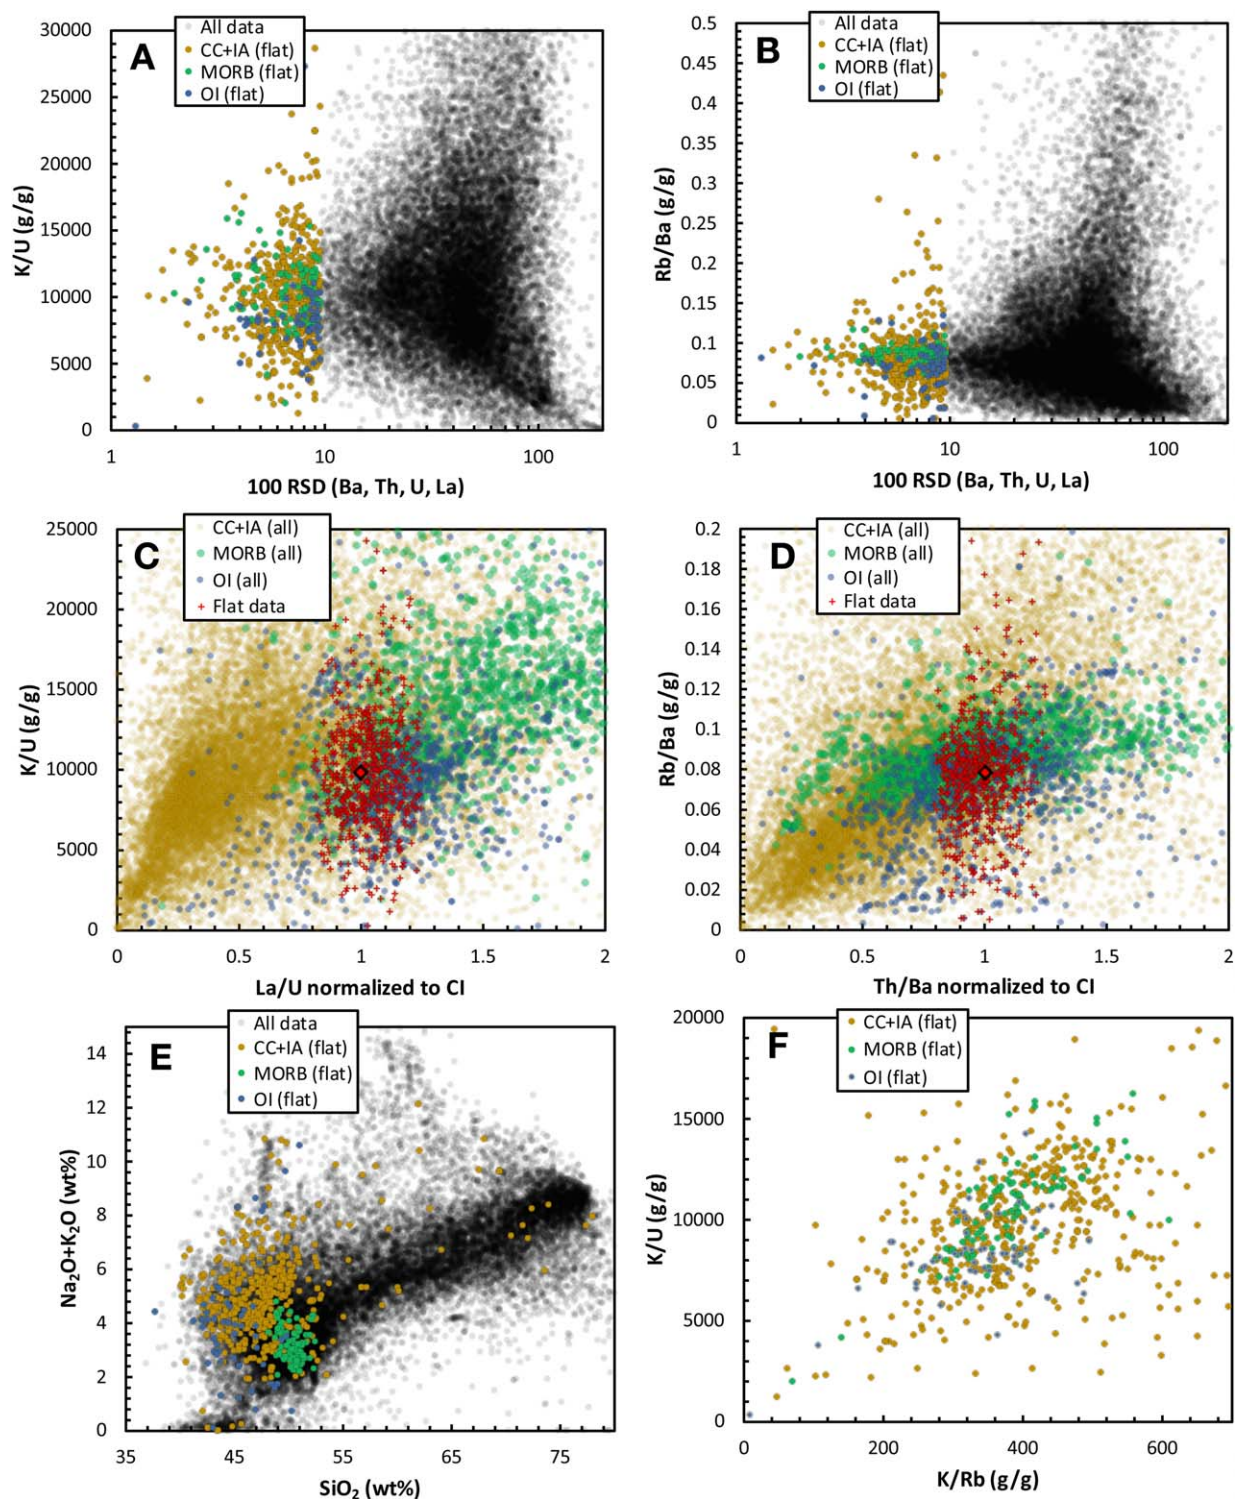 A
All data
CC+IA (flat)
MORB (flat)
OI (flat)
30000
25000
20000
15000
10000
5000
0
K/U (g/g)
1
10
100
100 RSD (Ba, Th, U, La)
B
All data
CC+IA (flat)
MORB (flat)
OI (flat)
0.5
0.45
0.4
0.35
0.3
0.25
0.2
0.15
0.1
0.05
0
Rb/Ba (g/g)
1
10
100
100 RSD (Ba, Th, U, La)
C
CC+IA (all)
MORB (all)
OI (all)
Flat data
25000
20000
15000
10000
5000
0
K/U (g/g)
0
0.5
1
1.5
2
La/U normalized to CI
D
CC+IA (all)
MORB (all)
OI (all)
Flat data
0.2
0.18
0.16
0.14
0.12
0.1
0.08
0.06
0.04
0.02
0
Rb/Ba (g/g)
0
0.5
1
1.5
2
Th/Ba normalized to CI
E
All data
CC+IA (flat)
MORB (flat)
OI (flat)
14
12
10
8
6
4
2
0
Na₂O+K₂O (wt%)
35
45
55
65
75
SiO₂ (wt%)
F
CC+IA (flat)
MORB (flat)
OI (flat)
20000
15000
10000
5000
0
K/U (g/g)
0
200
400
600
K/Rb (g/g)